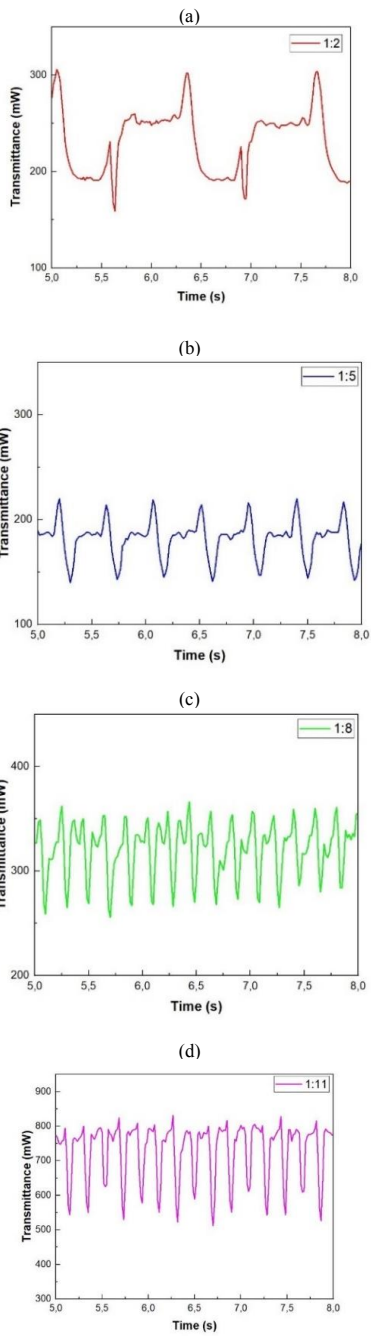 (a)
1:2
Transmittance (mW)
300
200
100
5,0 5,5 6,0 6,5 7,0 7,5 8,0
Time (s)
(b)
1:5
Transmittance (mW)
300
200
100
5,0 5,5 6,0 6,5 7,0 7,5 8,0
Time (s)
(c)
1:8
Transmittance (mW)
400
300
200
5,0 5,5 6,0 6,5 7,0 7,5 8,0
Time (s)
(d)
1:11
Transmittance (mW)
900
800
700
600
500
400
300
5,0 5,5 6,0 6,5 7,0 7,5 8,0
Time (s)